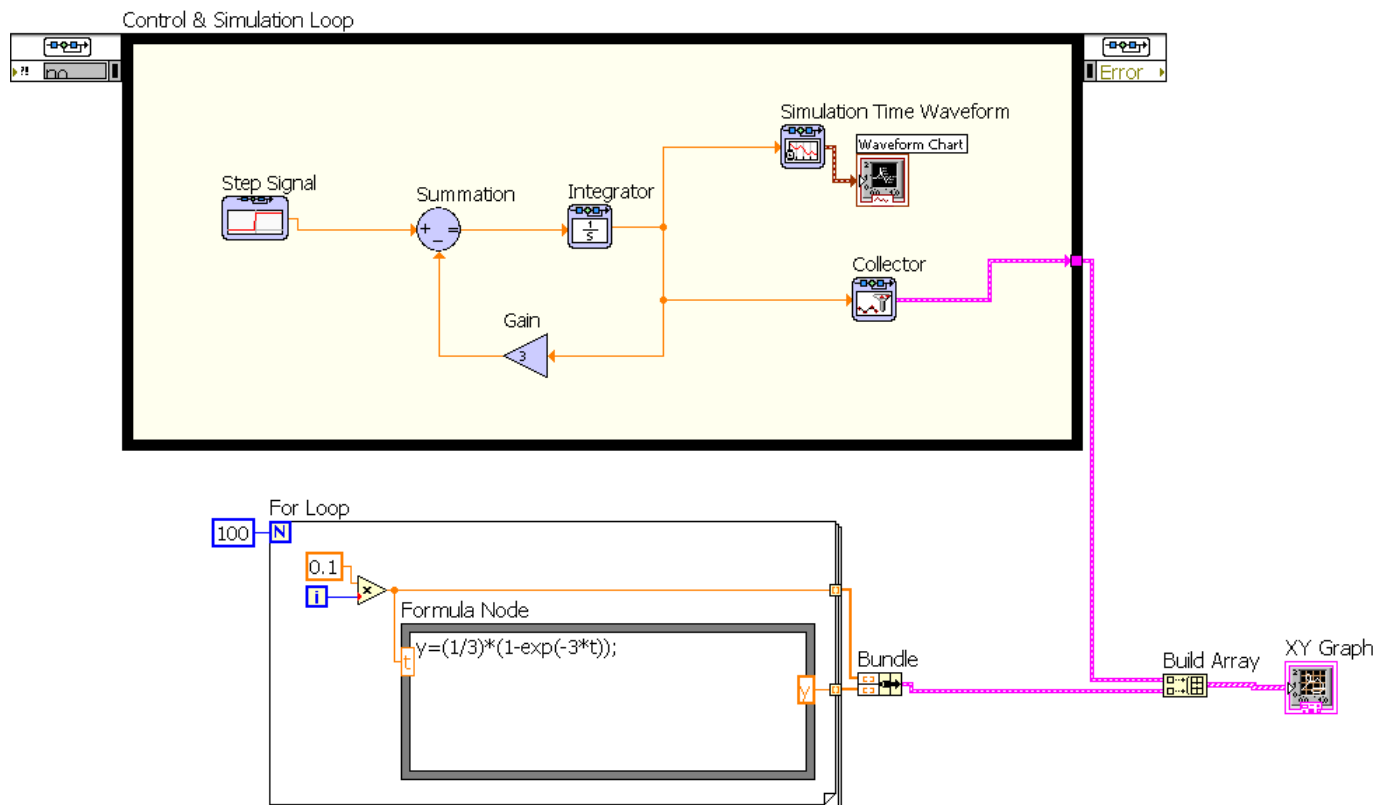 Control & Simulation Loop
?!
Error
Simulation Time Waveform
Waveform Chart
Step Signal
Summation
Integrator
+
-
=
1
s
Collector
Gain
3
For Loop
100
N
0.1
x
i
Formula Node
y=(1/3)*(1-exp(-3*t));
t
y
Bundle
Build Array
XY Graph